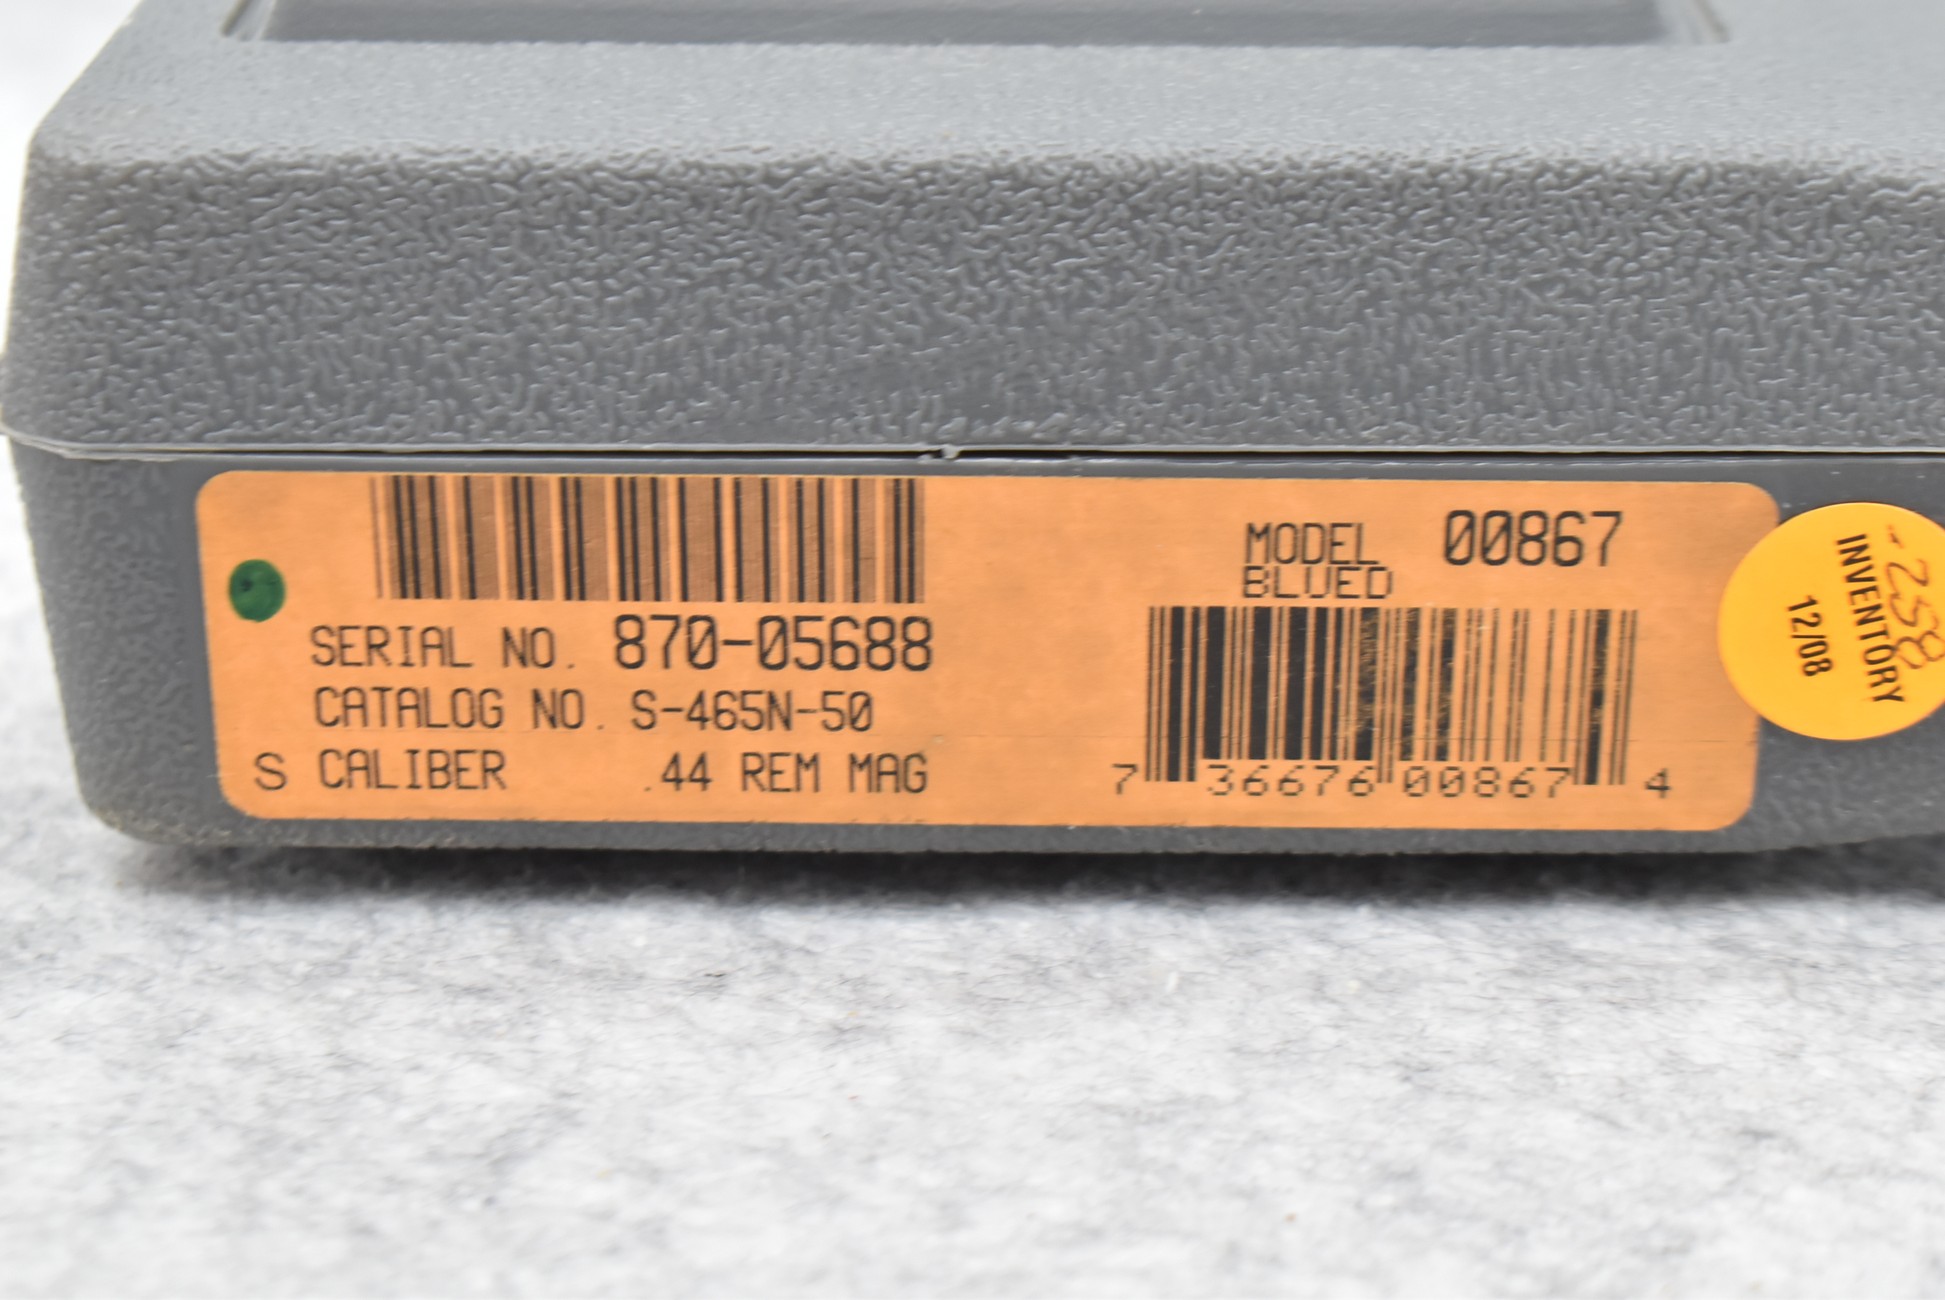 SERIAL NO. 870-05688
CATALOG NO. S-465N-50
S CALIBER .44 REM MAG
MODEL 00867
BLUED
7 36676 00867 4
-258
INVENTORY
12/08